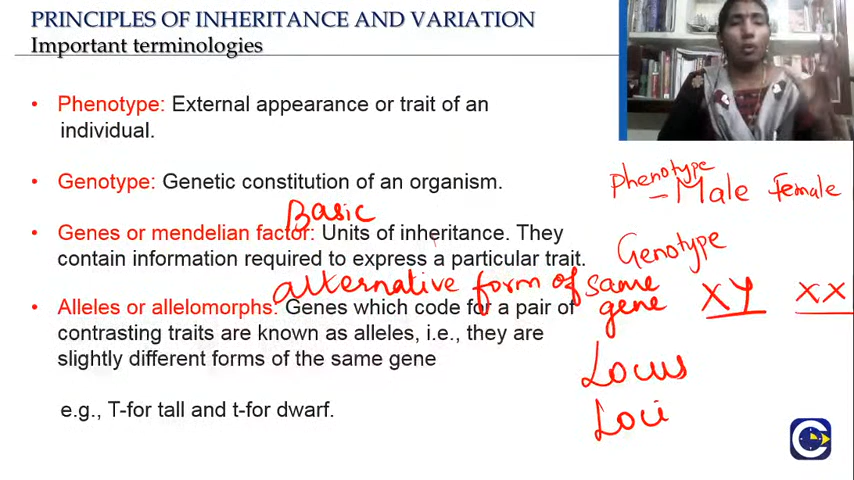 PRINCIPLES OF INHERITANCE AND VARIATION
Important terminologies
• Phenotype: External appearance or trait of an
individual.
• Genotype: Genetic constitution of an organism.
Basic
• Genes or mendelian factor: Units of inheritance. They
contain information required to express a particular trait.
alternative form of same
gene
• Alleles or allelomorphs: Genes which code for a pair of
contrasting traits are known as alleles, i.e., they are
slightly different forms of the same gene
e.g., T-for tall and t-for dwarf.
Phenotype
– Male Female
Genotype
XY XX
Locus
Loci